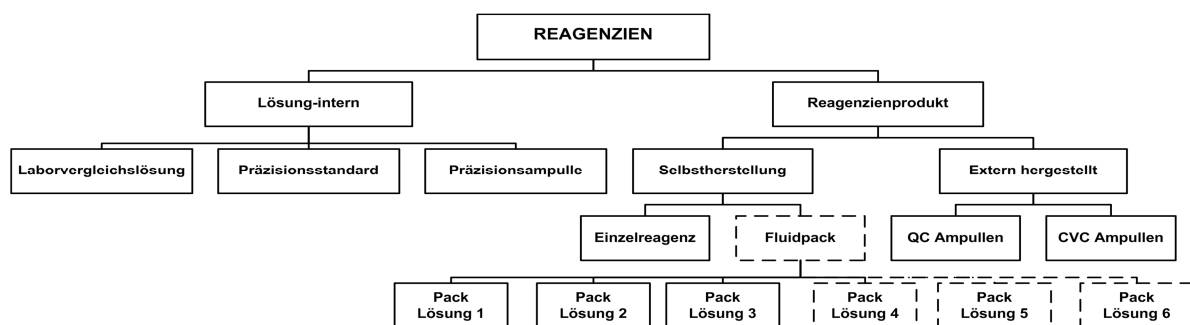 REAGENZIEN
Lösung-intern
Reagenzienprodukt
Laborvergleichslösung
Präzisionsstandard
Präzisionsampulle
Selbstherstellung
Extern hergestellt
Einzelreagenz
Fluidpack
QC Ampullen
CVC Ampullen
Pack
Lösung 1
Pack
Lösung 2
Pack
Lösung 3
Pack
Lösung 4
Pack
Lösung 5
Pack
Lösung 6